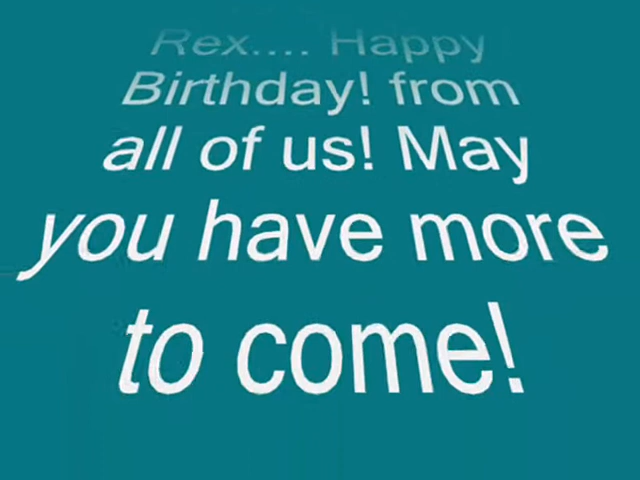 Rex.... Happy
Birthday! from
all of us! May
you have more
to come!